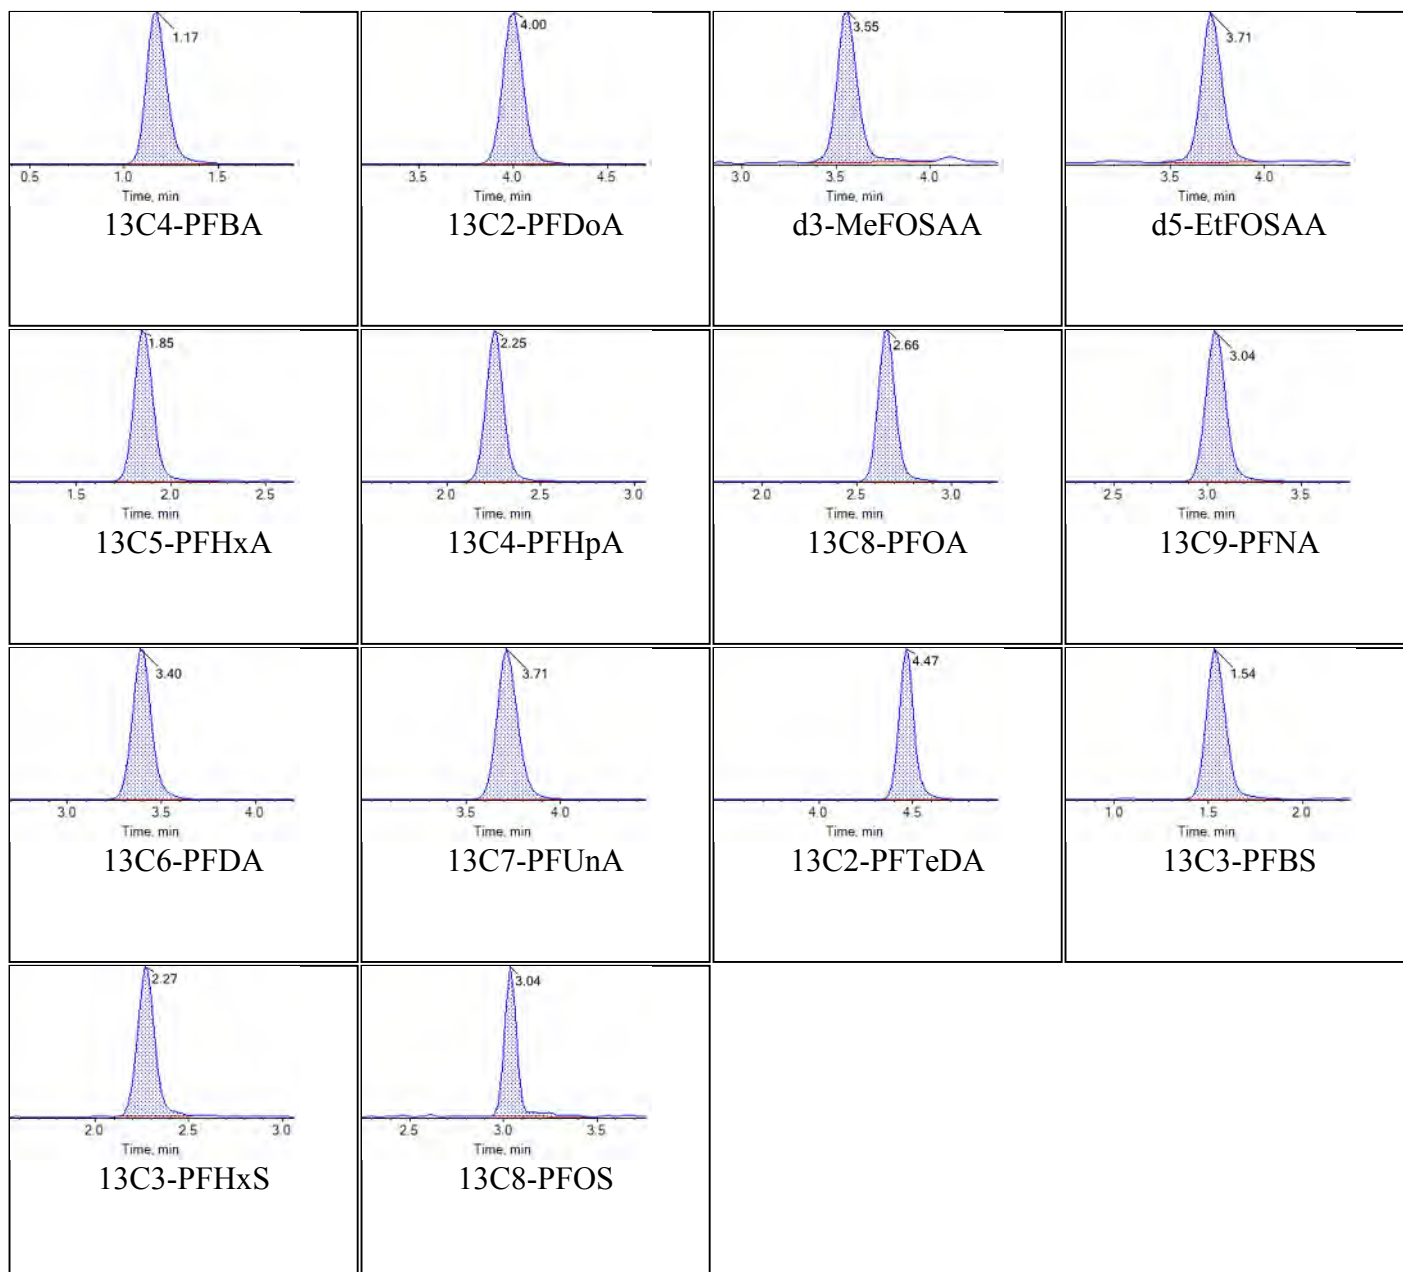 1.17
0.5 1.0 1.5
Time, min
13C4-PFBA
4.00
3.5 4.0 4.5
Time, min
13C2-PFDoA
3.55
3.0 3.5 4.0
Time, min
d3-MeFOSAA
3.71
3.5 4.0
Time, min
d5-EtFOSAA
1.85
1.5 2.0 2.5
Time, min
13C5-PFHxA
2.25
2.0 2.5 3.0
Time, min
13C4-PFHpA
2.66
2.0 2.5 3.0
Time, min
13C8-PFOA
3.04
2.5 3.0 3.5
Time, min
13C9-PFNA
3.40
3.0 3.5 4.0
Time, min
13C6-PFDA
3.71
3.5 4.0
Time, min
13C7-PFUnA
4.47
4.0 4.5
Time, min
13C2-PFTeDA
1.54
1.0 1.5 2.0
Time, min
13C3-PFBS
2.27
2.0 2.5 3.0
Time, min
13C3-PFHxS
3.04
2.5 3.0 3.5
Time, min
13C8-PFOS